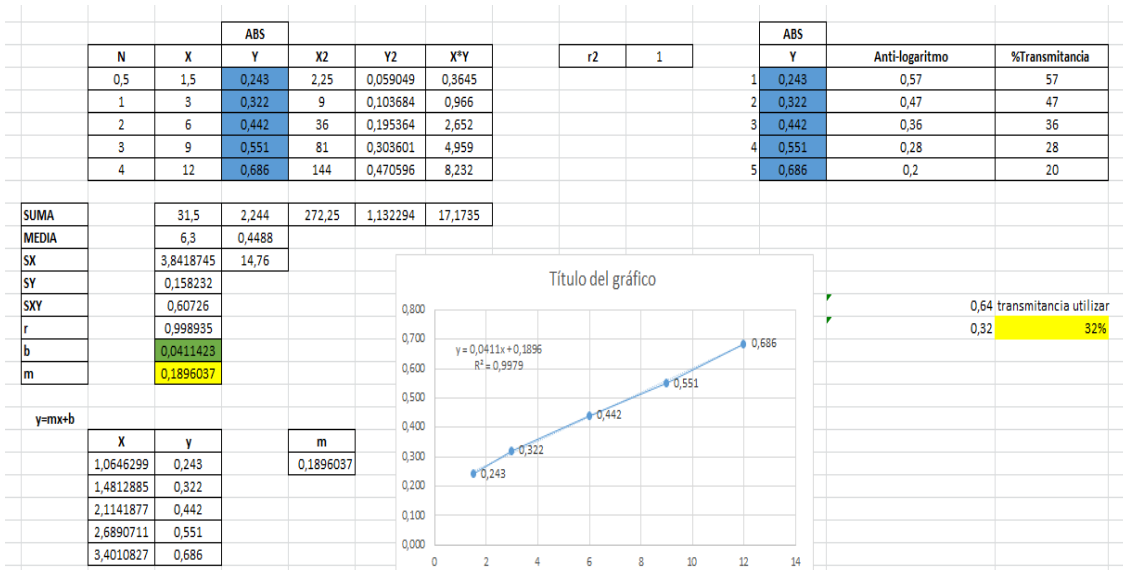 ABS ABS
N X Y X2 Y2 X*Y r2 1 Y Anti-logaritmo %Transmitancia
0,5 1,5 0,243 2,25 0,059049 0,3645 1 0,243 0,57 57
1 3 0,322 9 0,103684 0,966 2 0,322 0,47 47
2 6 0,442 36 0,195364 2,652 3 0,442 0,36 36
3 9 0,551 81 0,303601 4,959 4 0,551 0,28 28
4 12 0,686 144 0,470596 8,232 5 0,686 0,2 20
SUMA 31,5 2,244 272,25 1,132294 17,1735
MEDIA 6,3 0,4488
SX 3,8418745 14,76
SY 0,158232
SXY 0,60726
r 0,998935
b 0,0411423
m 0,1896037
y=mx+b
X y m
1,0646299 0,243 0,1896037
1,4812885 0,322
2,1141877 0,442
2,6890711 0,551
3,4010827 0,686
Título del gráfico
y = 0,0411x + 0,1896
R² = 0,9979
0,800
0,700
0,600
0,500
0,400
0,300
0,200
0,100
0,000
0,243
0,322
0,442
0,551
0,686
0 2 4 6 8 10 12 14
0,64 transmitancia utilizar
0,32 32%